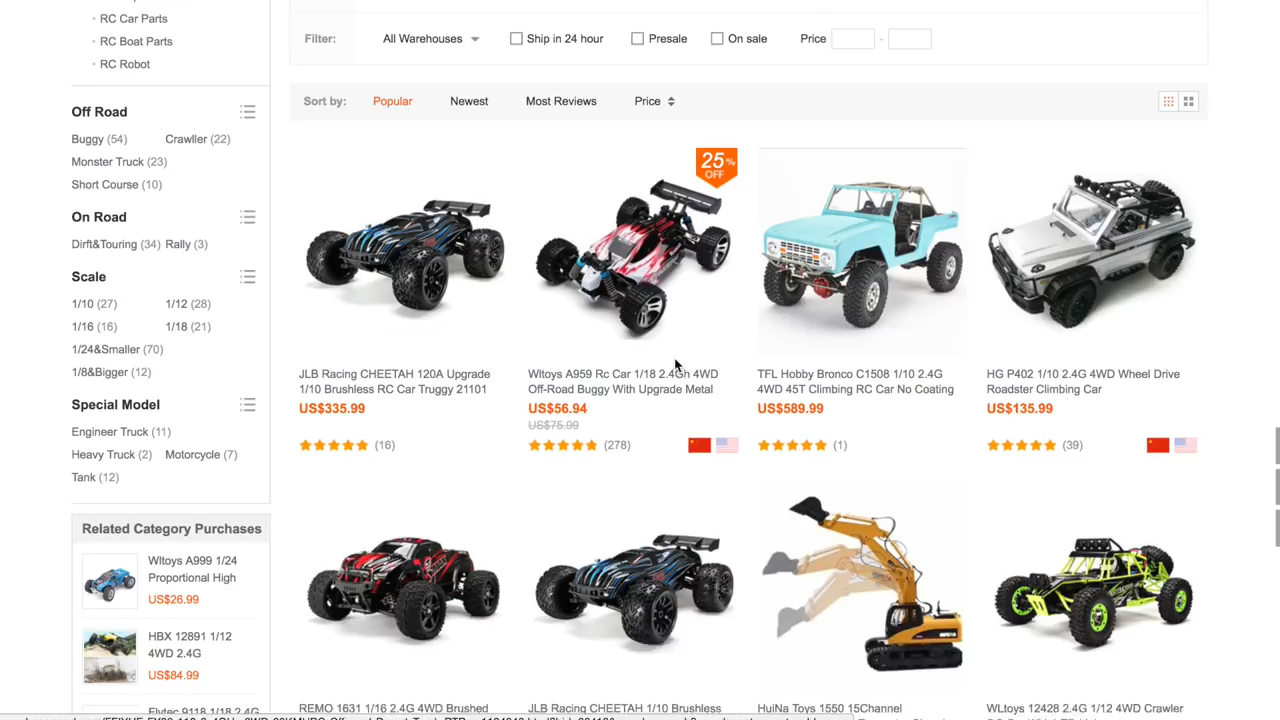 RC Car Parts
RC Boat Parts
RC Robot
Off Road
Buggy (54) Crawller (22)
Monster Truck (23)
Short Course (10)
On Road
Dirft&Touring (34) Rally (3)
Scale
1/10 (27) 1/12 (28)
1/16 (16) 1/18 (21)
1/24&Smaller (70)
1/8&Bigger (12)
Special Model
Engineer Truck (11)
Heavy Truck (2) Motorcycle (7)
Tank (12)
Related Category Purchases
Wltoys A999 1/24
Proportional High
US$26.99
HBX 12891 1/12
4WD 2.4G
US$84.99
Filter: All Warehouses Ship in 24 hour Presale On sale Price -
Sort by: Popular Newest Most Reviews Price
25%
OFF
JLB Racing CHEETAH 120A Upgrade
1/10 Brushless RC Car Truggy 21101
US$335.99
(16)
Wltoys A959 Rc Car 1/18 2.4Gh 4WD
Off-Road Buggy With Upgrade Metal
US$56.94
US$75.99
(278)
TFL Hobby Bronco C1508 1/10 2.4G
4WD 45T Climbing RC Car No Coating
US$589.99
(1)
HG P402 1/10 2.4G 4WD Wheel Drive
Roadster Climbing Car
US$135.99
(39)
REMO 1631 1/16 2.4G 4WD Brushed
JLB Racing CHEETAH 1/10 Brushless
HuiNa Toys 1550 15Channel
WLtoys 12428 2.4G 1/12 4WD Crawler